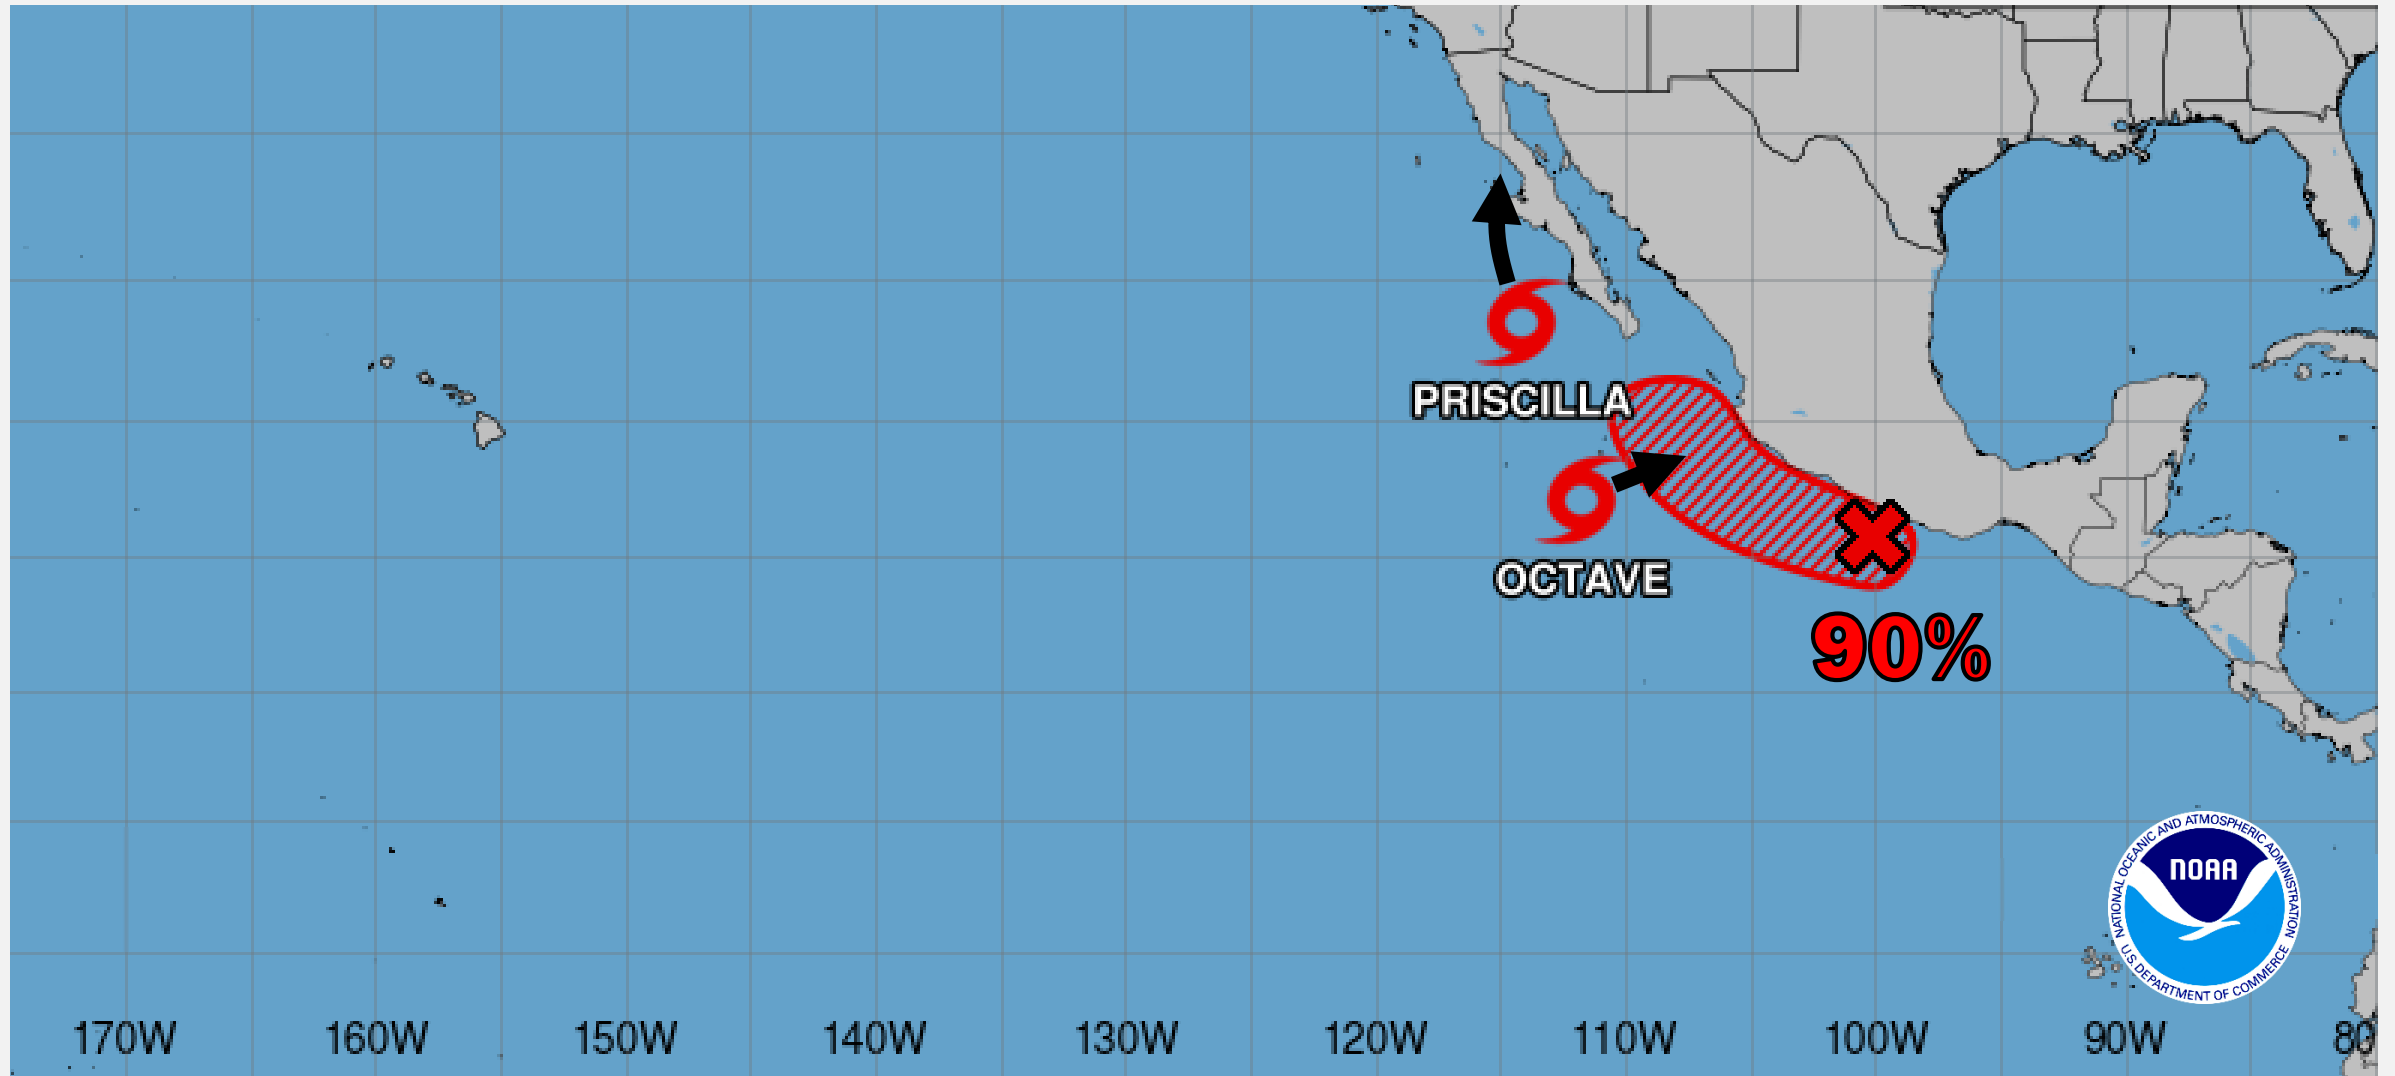 PRISCILLA
OCTAVE
90%
NATIONAL OCEANIC AND ATMOSPHERIC ADMINISTRATION
NOAA
U.S. DEPARTMENT OF COMMERCE
170W 160W 150W 140W 130W 120W 110W 100W 90W 80